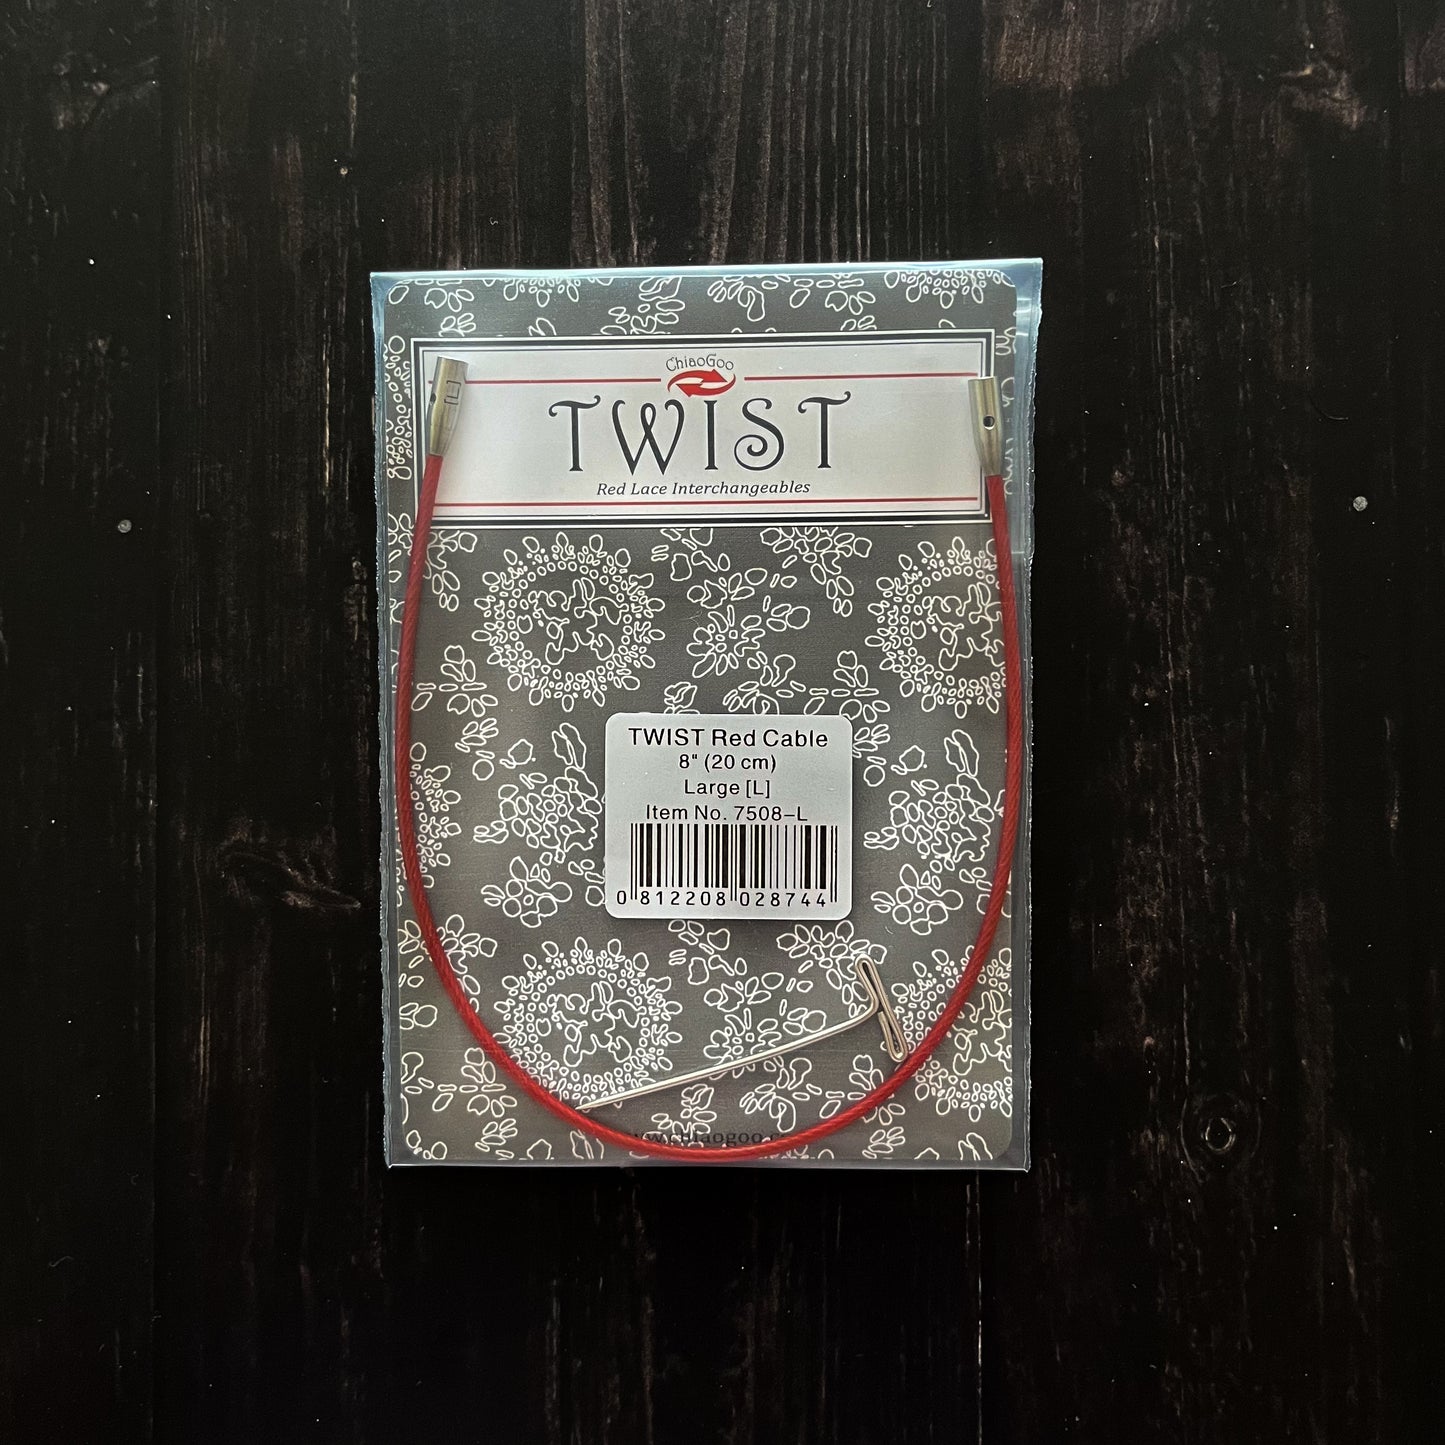 ChiaoGoo
TWIST
Red Lace Interchangeables
[L]
TWIST Red Cable
8" (20 cm)
Large [L]
Item No. 7508-L
0 812208 028744